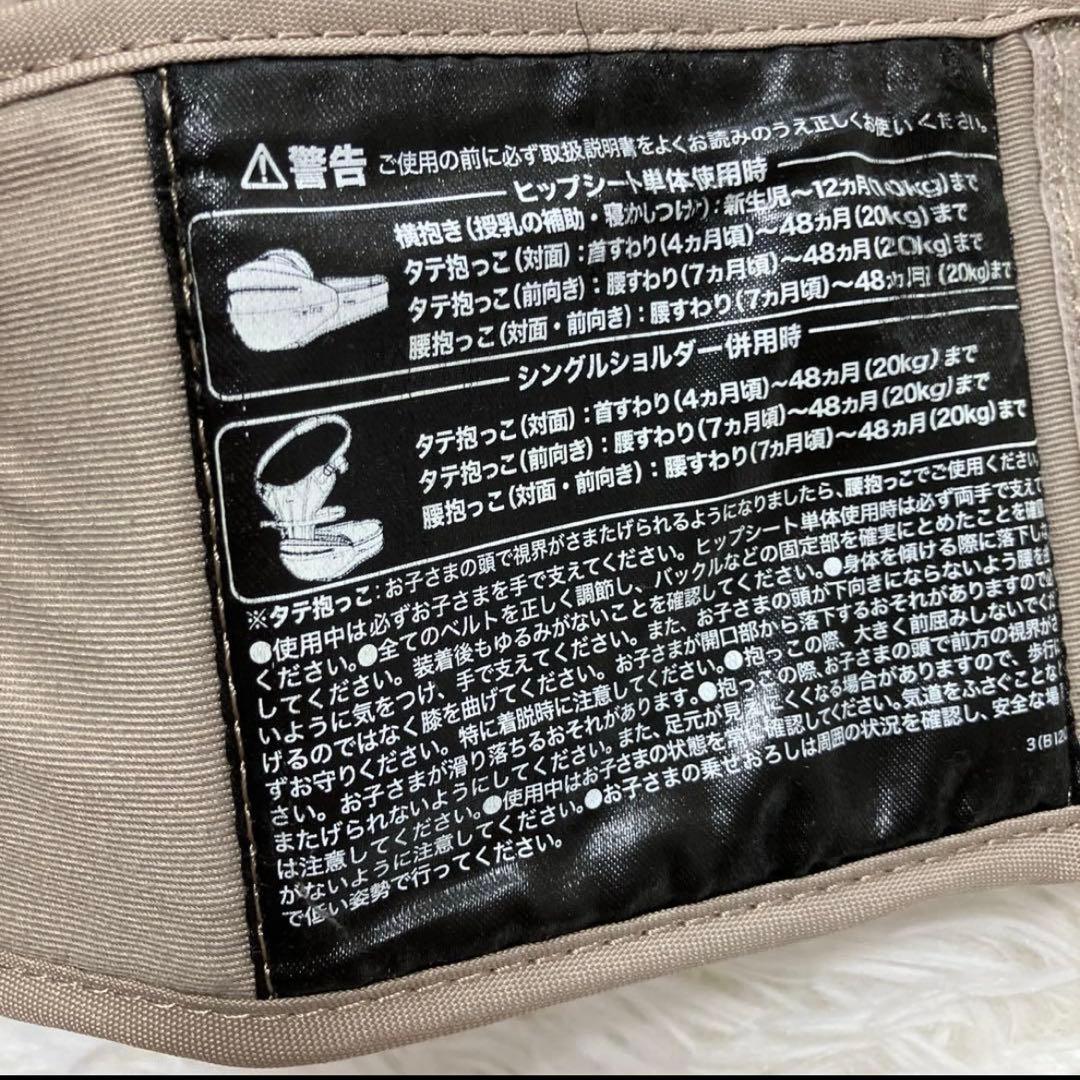 ⚠警告 ご使用の前に必ず取扱説明書をよくお読みのうえ正しくお使いください。
ヒップシート単体使用時
横抱き(授乳の補助・寝かしつけ):新生児〜12カ月(10kg)まで
タテ抱っこ(対面):首すわり(4カ月頃)〜48カ月(20kg)まで
タテ抱っこ(前向き):腰すわり(7カ月頃)〜48カ月(20kg)まで
腰抱っこ(対面・前向き):腰すわり(7カ月頃)〜48カ月(20kg)まで
シングルショルダー併用時
タテ抱っこ(対面):首すわり(4カ月頃)〜48カ月(20kg)まで
タテ抱っこ(前向き):腰すわり(7カ月頃)〜48カ月(20kg)まで
腰抱っこ(対面・前向き):腰すわり(7カ月頃)〜48カ月(20kg)まで
※タテ抱っこ:お子さまの頭で視界がさまたげられるようになりましたら、腰抱っこでご使用ください
●使用中は必ずお子さまを手で支えてください。ヒップシート単体使用時は必ず両手で支えて
ください。●全てのベルトを正しく調節し、バックルなどの固定部を確実にとめたことを確認
してください。装着後もゆるみがないことを確認してください。●身体を傾ける際に落下しな
いように気をつけ、手で支えてください。また、お子さまの頭が下向きにならないよう腰を
げるのではなく膝を曲げてください。お子さまが開口部から落下するおそれがありますので
ずお守りください。特に着脱時に注意してください。●抱っこの際、大きく前屈みしないでく
さい。お子さまが滑り落ちるおそれがあります。●抱っこの際、お子さまの頭で前方の視界が
またげられないようにしてください。また、足元が見えにくくなる場合がありますので、歩行に
は注意してください。●使用中はお子さまの状態を常に確認してください。気道をふさぐことな
がないように注意してください。●お子さまの乗せおろしは周囲の状況を確認し、安全な場
で低い姿勢で行ってください。
3(B12